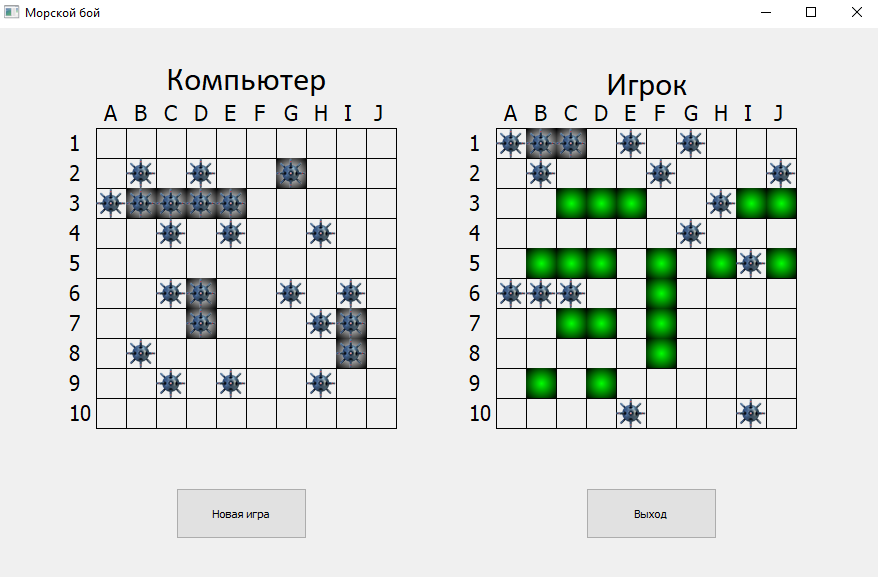 Морской бой
Компьютер
Игрок
A B C D E F G H I J
A B C D E F G H I J
1
2
3
4
5
6
7
8
9
10
1
2
3
4
5
6
7
8
9
10
Новая игра
Выход